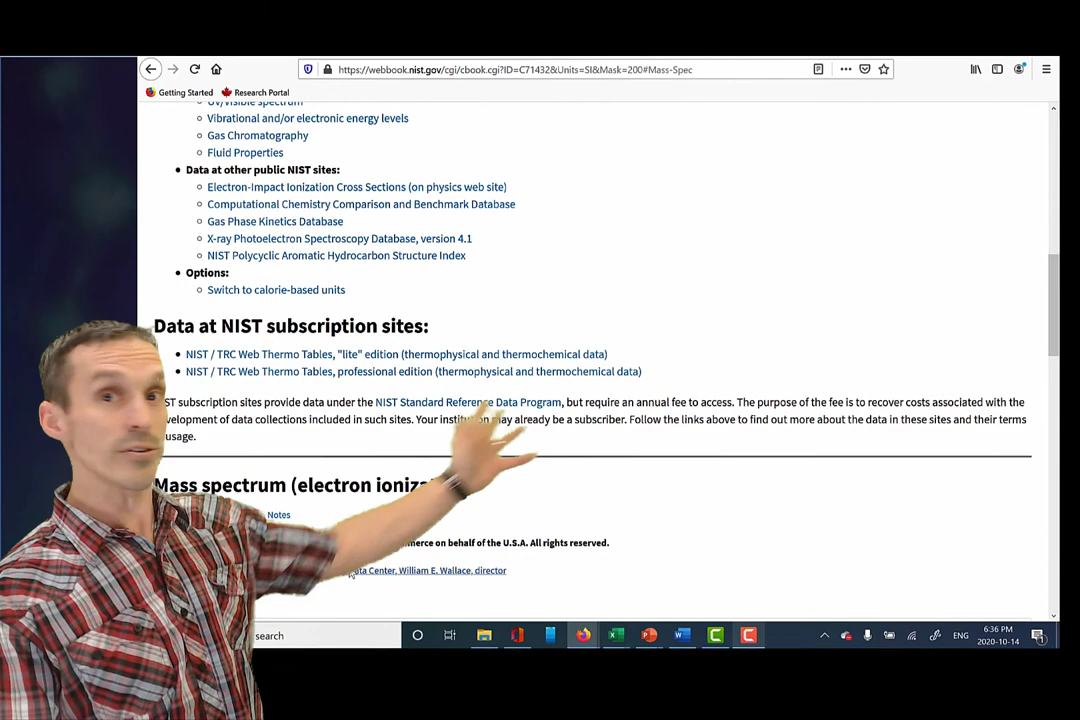 https://webbook.nist.gov/cgi/cbook.cgi?ID=C71432&Units=SI&Mask=200#Mass-Spec
Getting Started Research Portal
UV/Visible spectrum
Vibrational and/or electronic energy levels
Gas Chromatography
Fluid Properties
Data at other public NIST sites:
Electron-Impact Ionization Cross Sections (on physics web site)
Computational Chemistry Comparison and Benchmark Database
Gas Phase Kinetics Database
X-ray Photoelectron Spectroscopy Database, version 4.1
NIST Polycyclic Aromatic Hydrocarbon Structure Index
Options:
Switch to calorie-based units
Data at NIST subscription sites:
NIST / TRC Web Thermo Tables, "lite" edition (thermophysical and thermochemical data)
NIST / TRC Web Thermo Tables, professional edition (thermophysical and thermochemical data)
ST subscription sites provide data under the NIST Standard Reference Data Program, but require an annual fee to access. The purpose of the fee is to recover costs associated with the
velopment of data collections included in such sites. Your institution may already be a subscriber. Follow the links above to find out more about the data in these sites and their terms
usage.
Mass spectrum (electron ioniza
Notes
merce on behalf of the U.S.A. All rights reserved.
ata Center, William E. Wallace, director
search
ENG
6:36 PM
2020-10-14